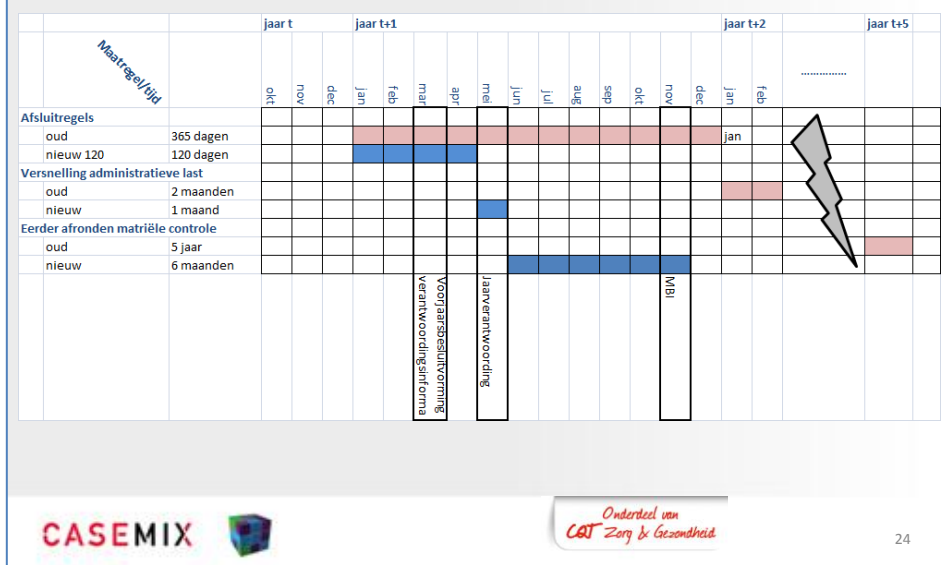 jaar t jaar t+1 jaar t+2 jaar t+5
Maatregel/tijd
okt nov dec jan feb mar apr mei jun jul aug sep okt nov dec jan feb ...............
Afsluitregels
oud 365 dagen jan
nieuw 120 120 dagen
Versnelling administratieve last
oud 2 maanden
nieuw 1 maand
Eerder afronden matriële controle
oud 5 jaar
nieuw 6 maanden
Voorjaarsbesluitvorming
verantwoordingsinforma
Jaarverantwoording
MBI
CASEMIX
Onderdeel van
CQT Zorg & Gezondheid
24